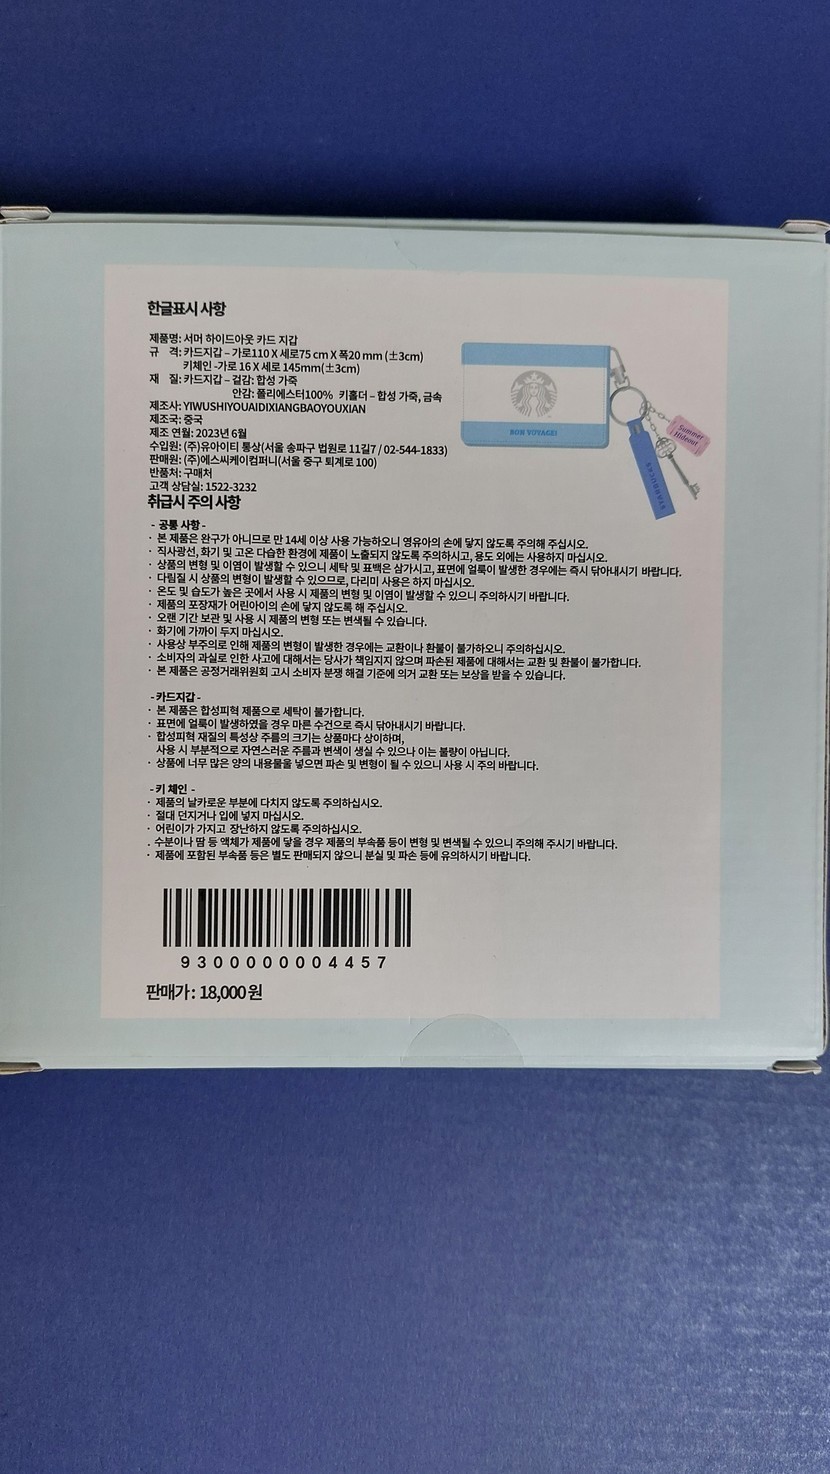 한글표시 사항
제품명: 서머 하이드아웃 카드 지갑
규 격: 카드지갑 – 가로110 X 세로75 cm X 폭20 mm (±3cm)
키체인 -가로 16 X 세로 145mm(±3cm)
재 질: 카드지갑 – 겉감: 합성 가죽
안감: 폴리에스터100% 키홀더 – 합성 가죽, 금속
제조사: YIWUSHIYOUAIDIXIANGBAOYOUXIAN
제조국: 중국
제조 연월: 2023년 6월
수입원: (주)유아이티 통상(서울 송파구 법원로 11길7 / 02-544-1833)
판매원: (주)에스씨케이컴퍼니(서울 중구 퇴계로 100)
반품처: 구매처
고객 상담실: 1522-3232
BON VOYAGE!
Summer
Hideout
STARBUCKS
취급시 주의 사항
- 공통 사항 -
· 본 제품은 완구가 아니므로 만 14세 이상 사용 가능하오니 영유아의 손에 닿지 않도록 주의해 주십시오.
· 직사광선, 화기 및 고온 다습한 환경에 제품이 노출되지 않도록 주의하시고, 용도 외에는 사용하지 마십시오.
· 상품의 변형 및 이염이 발생할 수 있으니 세탁 및 표백은 삼가시고, 표면에 얼룩이 발생한 경우에는 즉시 닦아내시기 바랍니다.
· 다림질 시 상품의 변형이 발생할 수 있으므로, 다리미 사용은 하지 마십시오.
· 온도 및 습도가 높은 곳에서 사용 시 제품의 변형 및 이염이 발생할 수 있으니 주의하시기 바랍니다.
· 제품의 포장재가 어린아이의 손에 닿지 않도록 해 주십시오.
· 오랜 기간 보관 및 사용 시 제품의 변형 또는 변색될 수 있습니다.
· 화기에 가까이 두지 마십시오.
· 사용상 부주의로 인해 제품의 변형이 발생한 경우에는 교환이나 환불이 불가하오니 주의하십시오.
· 소비자의 과실로 인한 사고에 대해서는 당사가 책임지지 않으며 파손된 제품에 대해서는 교환 및 환불이 불가합니다.
· 본 제품은 공정거래위원회 고시 소비자 분쟁 해결 기준에 의거 교환 또는 보상을 받을 수 있습니다.
- 카드지갑 -
· 본 제품은 합성피혁 제품으로 세탁이 불가합니다.
· 표면에 얼룩이 발생하였을 경우 마른 수건으로 즉시 닦아내시기 바랍니다.
· 합성피혁 재질의 특성상 주름의 크기는 상품마다 상이하며,
사용 시 부분적으로 자연스러운 주름과 변색이 생실 수 있으나 이는 불량이 아닙니다.
· 상품에 너무 많은 양의 내용물울 넣으면 파손 및 변형이 될 수 있으니 사용 시 주의 바랍니다.
- 키 체인 -
· 제품의 날카로운 부분에 다치지 않도록 주의하십시오.
· 절대 던지거나 입에 넣지 마십시오.
· 어린이가 가지고 장난하지 않도록 주의하십시오.
. 수분이나 땀 등 액체가 제품에 닿을 경우 제품의 부속품 등이 변형 및 변색될 수 있으니 주의해 주시기 바랍니다.
· 제품에 포함된 부속품 등은 별도 판매되지 않으니 분실 및 파손 등에 유의하시기 바랍니다.
9300000004457
판매가 : 18,000원